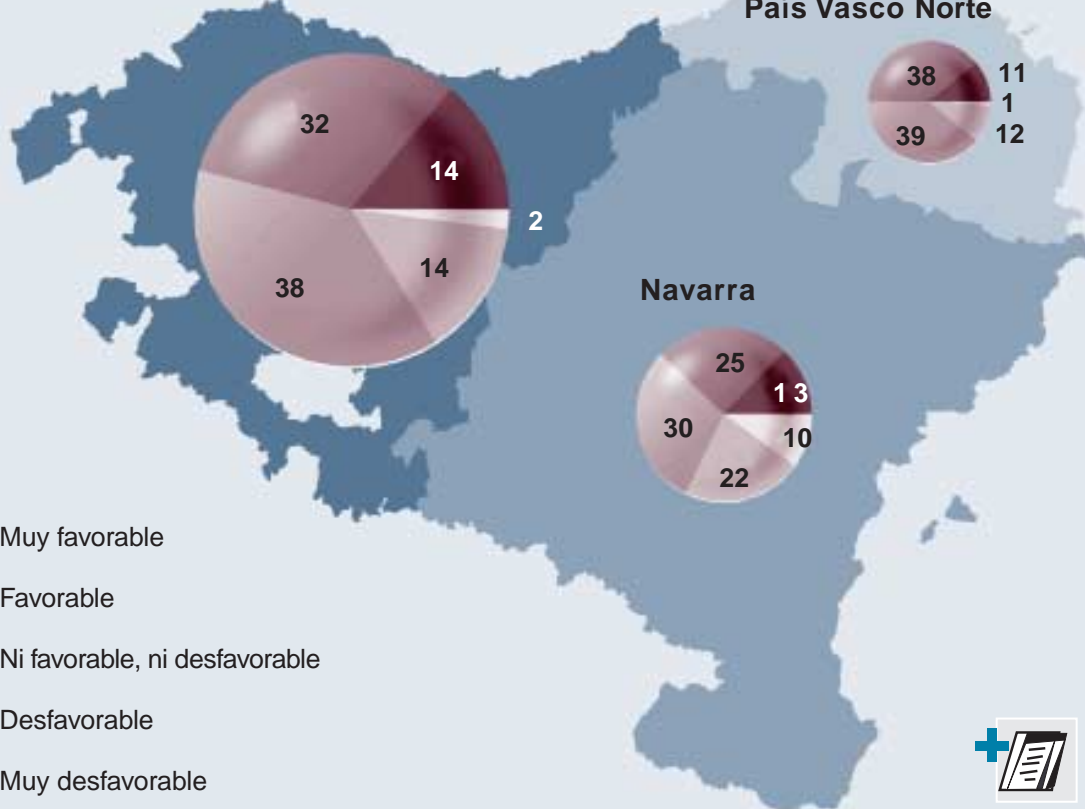 País Vasco Norte
38
11
1
39
12
32
14
2
14
38
Navarra
25
1 3
30
10
22
Muy favorable
Favorable
Ni favorable, ni desfavorable
Desfavorable
Muy desfavorable